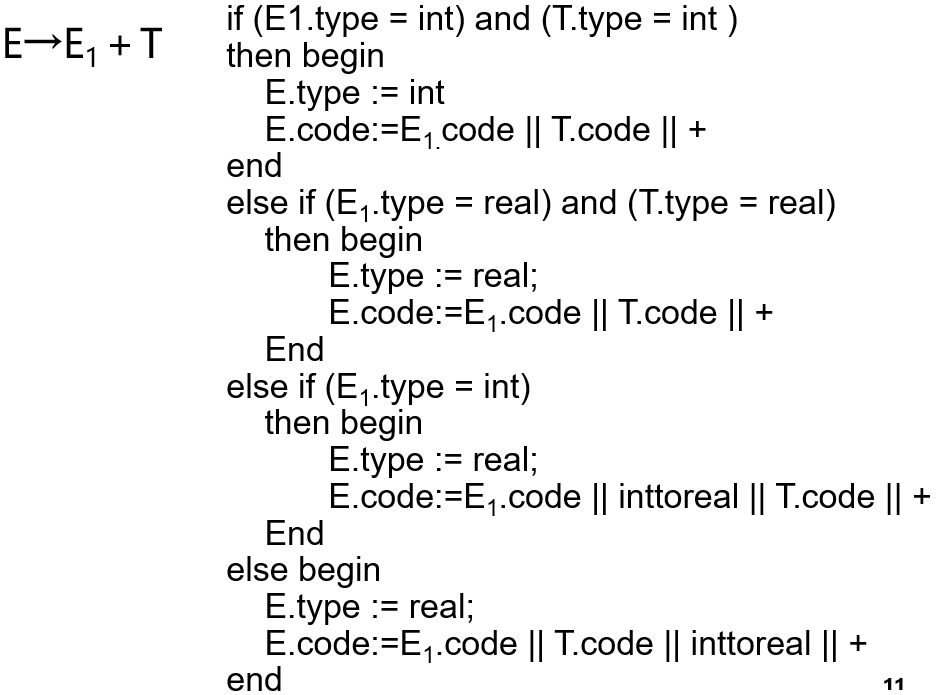 E→E₁ + T
if (E1.type = int) and (T.type = int )
then begin
E.type := int
E.code:=E₁.code || T.code || +
end
else if (E₁.type = real) and (T.type = real)
then begin
E.type := real;
E.code:=E₁.code || T.code || +
End
else if (E₁.type = int)
then begin
E.type := real;
E.code:=E₁.code || inttoreal || T.code || +
End
else begin
E.type := real;
E.code:=E₁.code || T.code || inttoreal || +
end
11